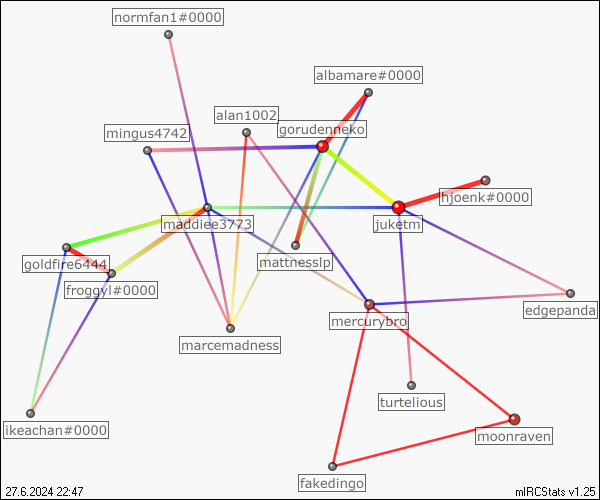 normfan1#0000
albamare#0000
alan1002
gorudenneko
mingus4742
hjoenk#0000
maddiee3773
juketm
mattnesslp
goldfire6444
froggyl#0000
edgepanda
mercurybro
marcemadness
turtelious
ikeachan#0000
moonraven
fakedingo
27.6.2024 22:47
mIRCStats v1.25